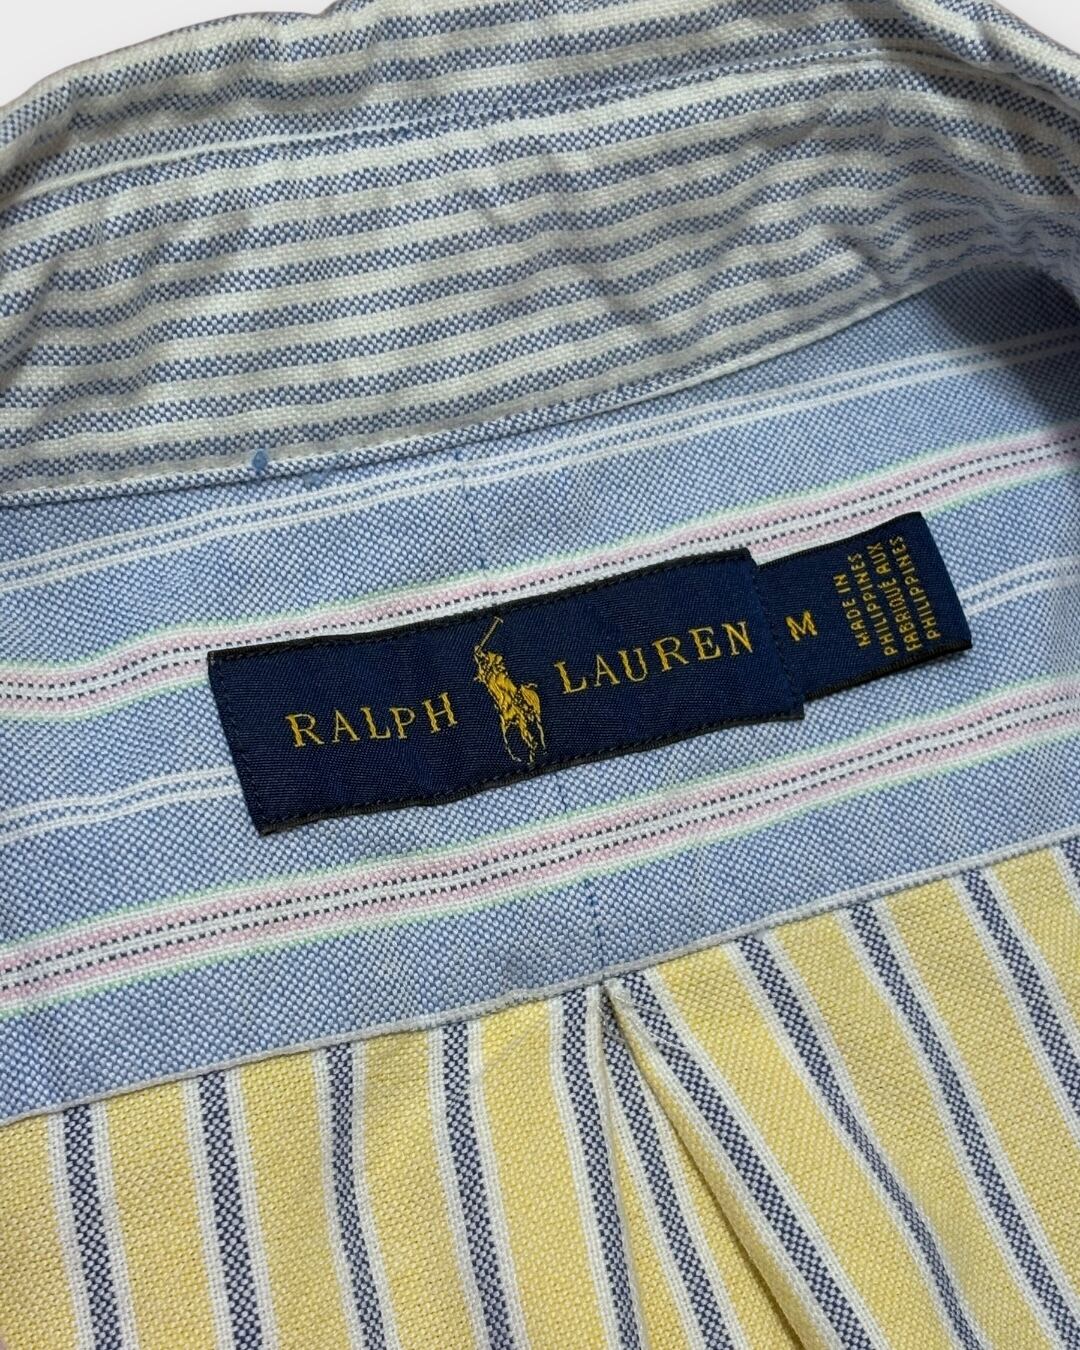 RALPH LAUREN
M
MADE IN
PHILIPPINES
FABRIQUÉ AUX
PHILIPPINES